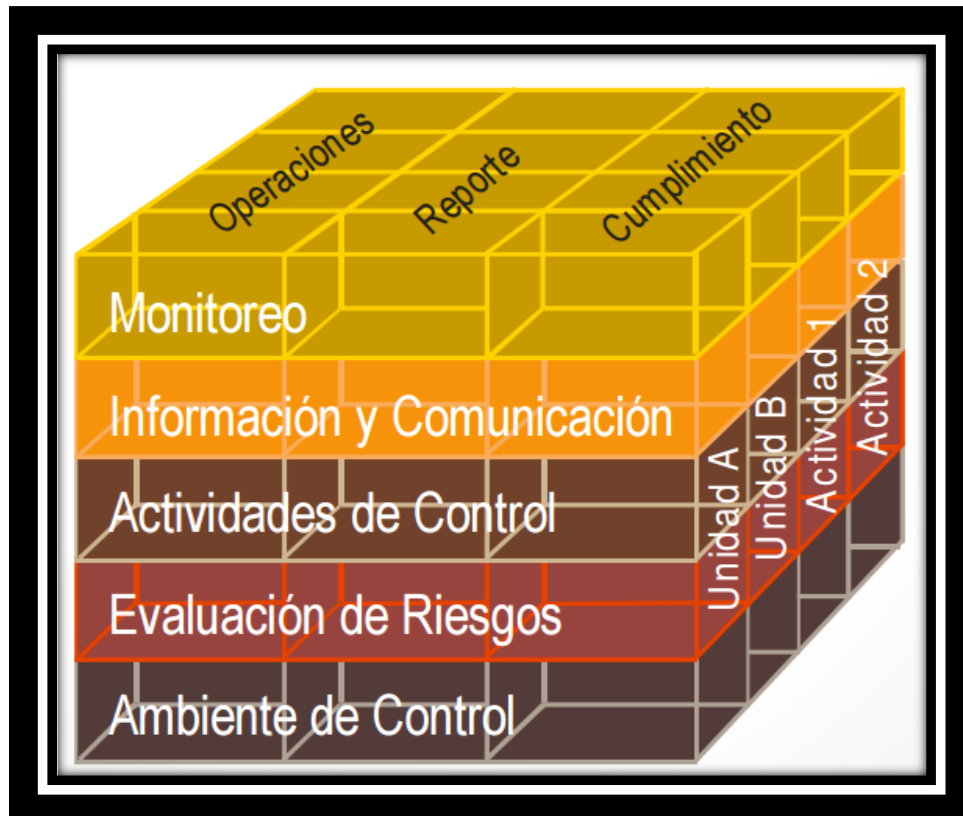 Operaciones
Reporte
Cumplimiento
Monitoreo
Información y Comunicación
Actividades de Control
Evaluación de Riesgos
Ambiente de Control
Unidad A
Unidad B
Actividad 1
Actividad 2